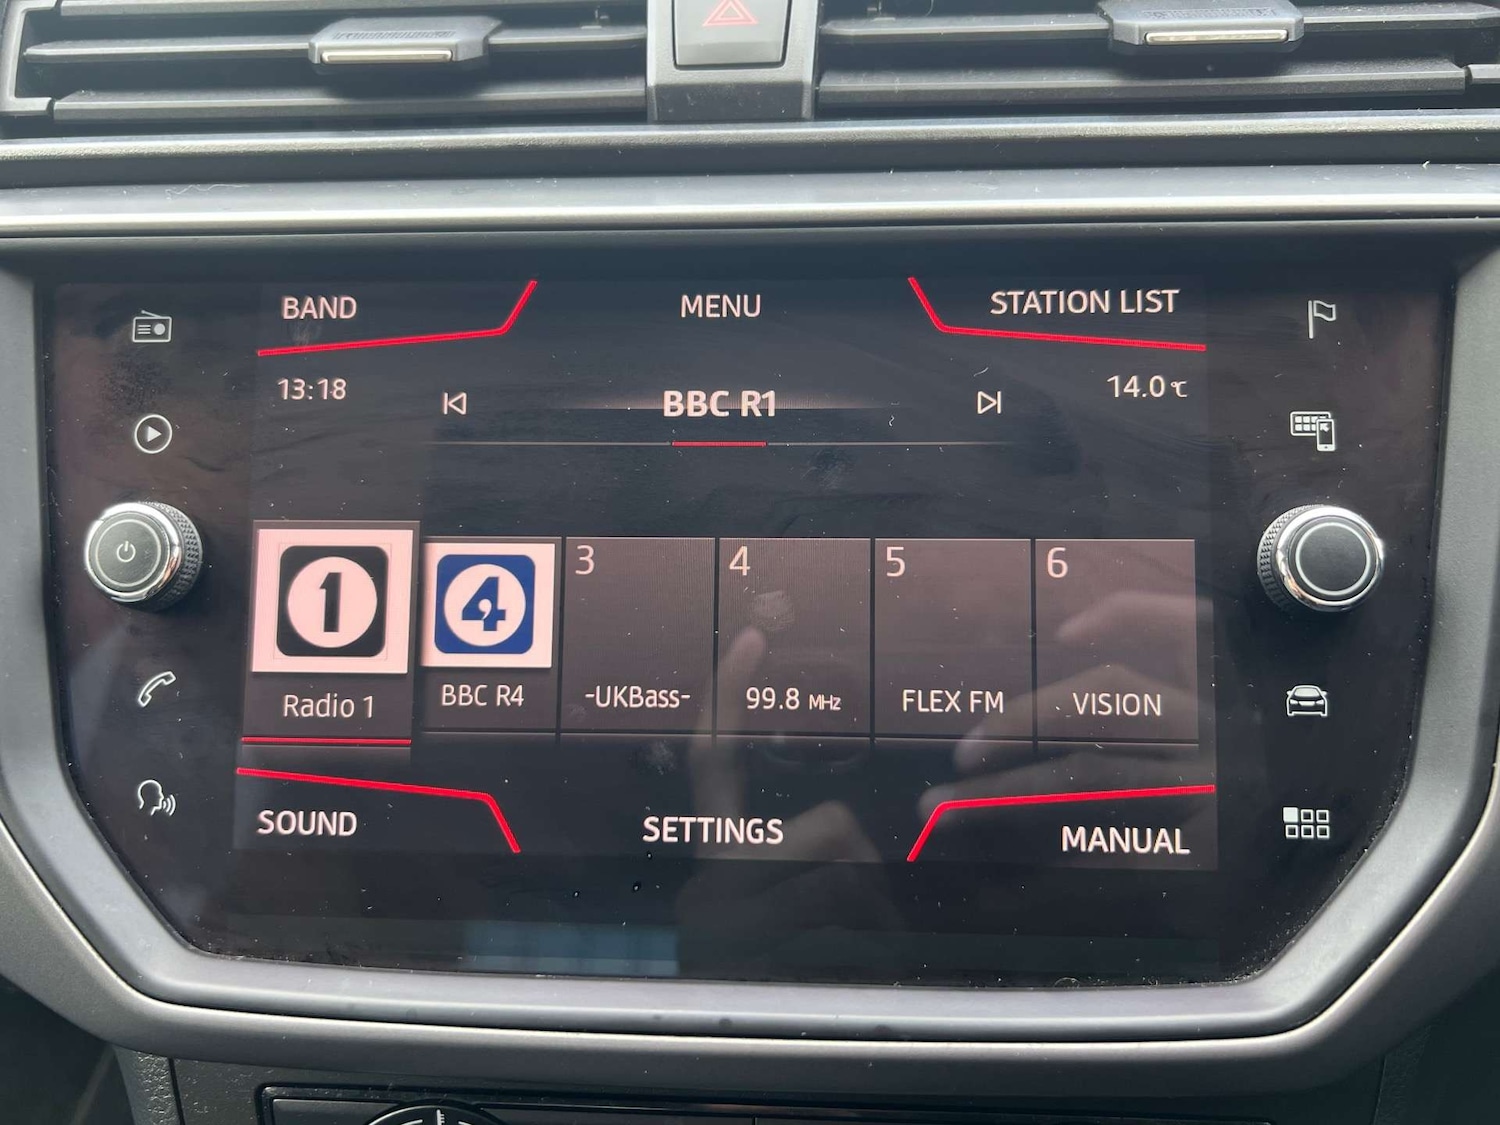 BAND MENU STATION LIST
13:18 BBC R1 14.0 ℃
1 4 3 4 5 6
Radio 1 BBC R4 -UKBass- 99.8 MHz FLEX FM VISION
SOUND SETTINGS MANUAL